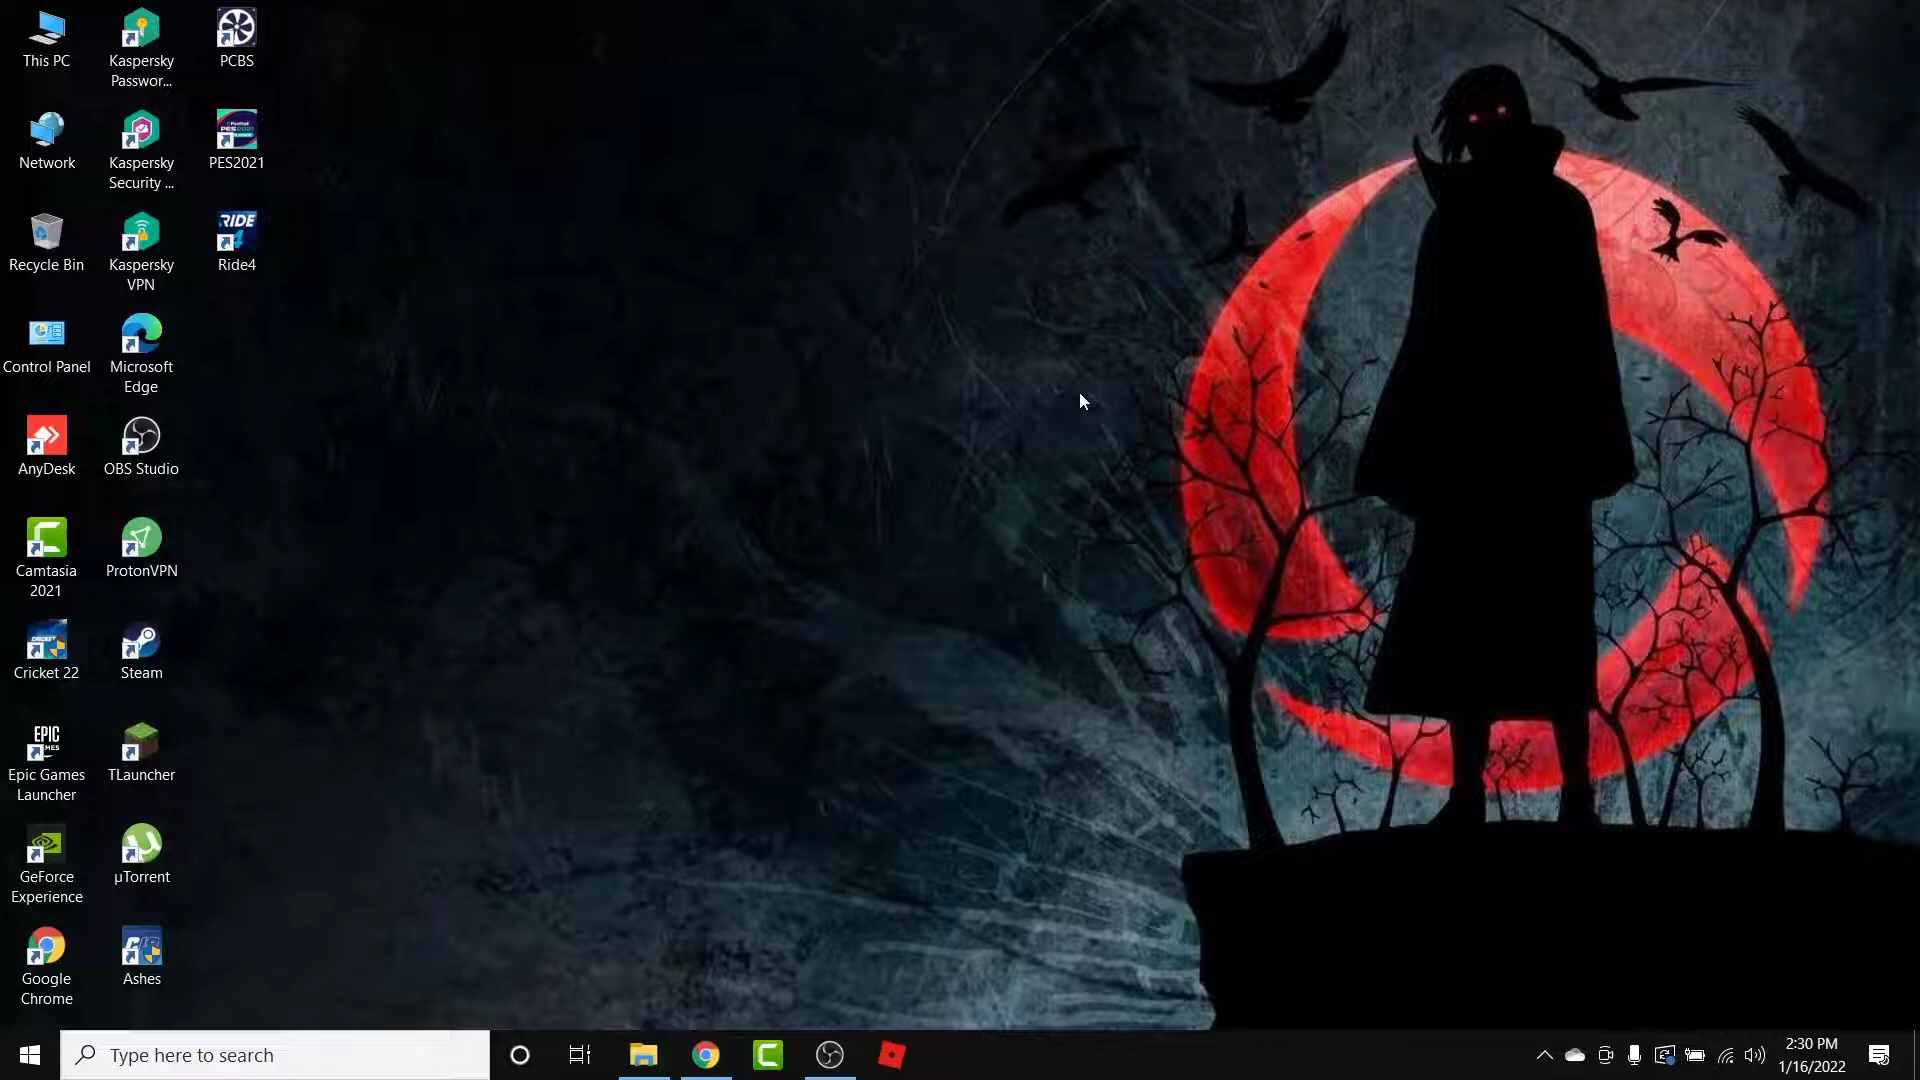 This PC
Kaspersky
Passwor...
PCBS
Network
Kaspersky
Security ...
PES2021
Recycle Bin
Kaspersky
VPN
RIDE
4
Ride4
Control Panel
Microsoft
Edge
AnyDesk
OBS Studio
Camtasia
2021
ProtonVPN
CRICKET
Cricket 22
Steam
EPIC
Epic Games
Launcher
TLauncher
GeForce
Experience
µTorrent
Google
Chrome
Ashes
Type here to search
2:30 PM
1/16/2022